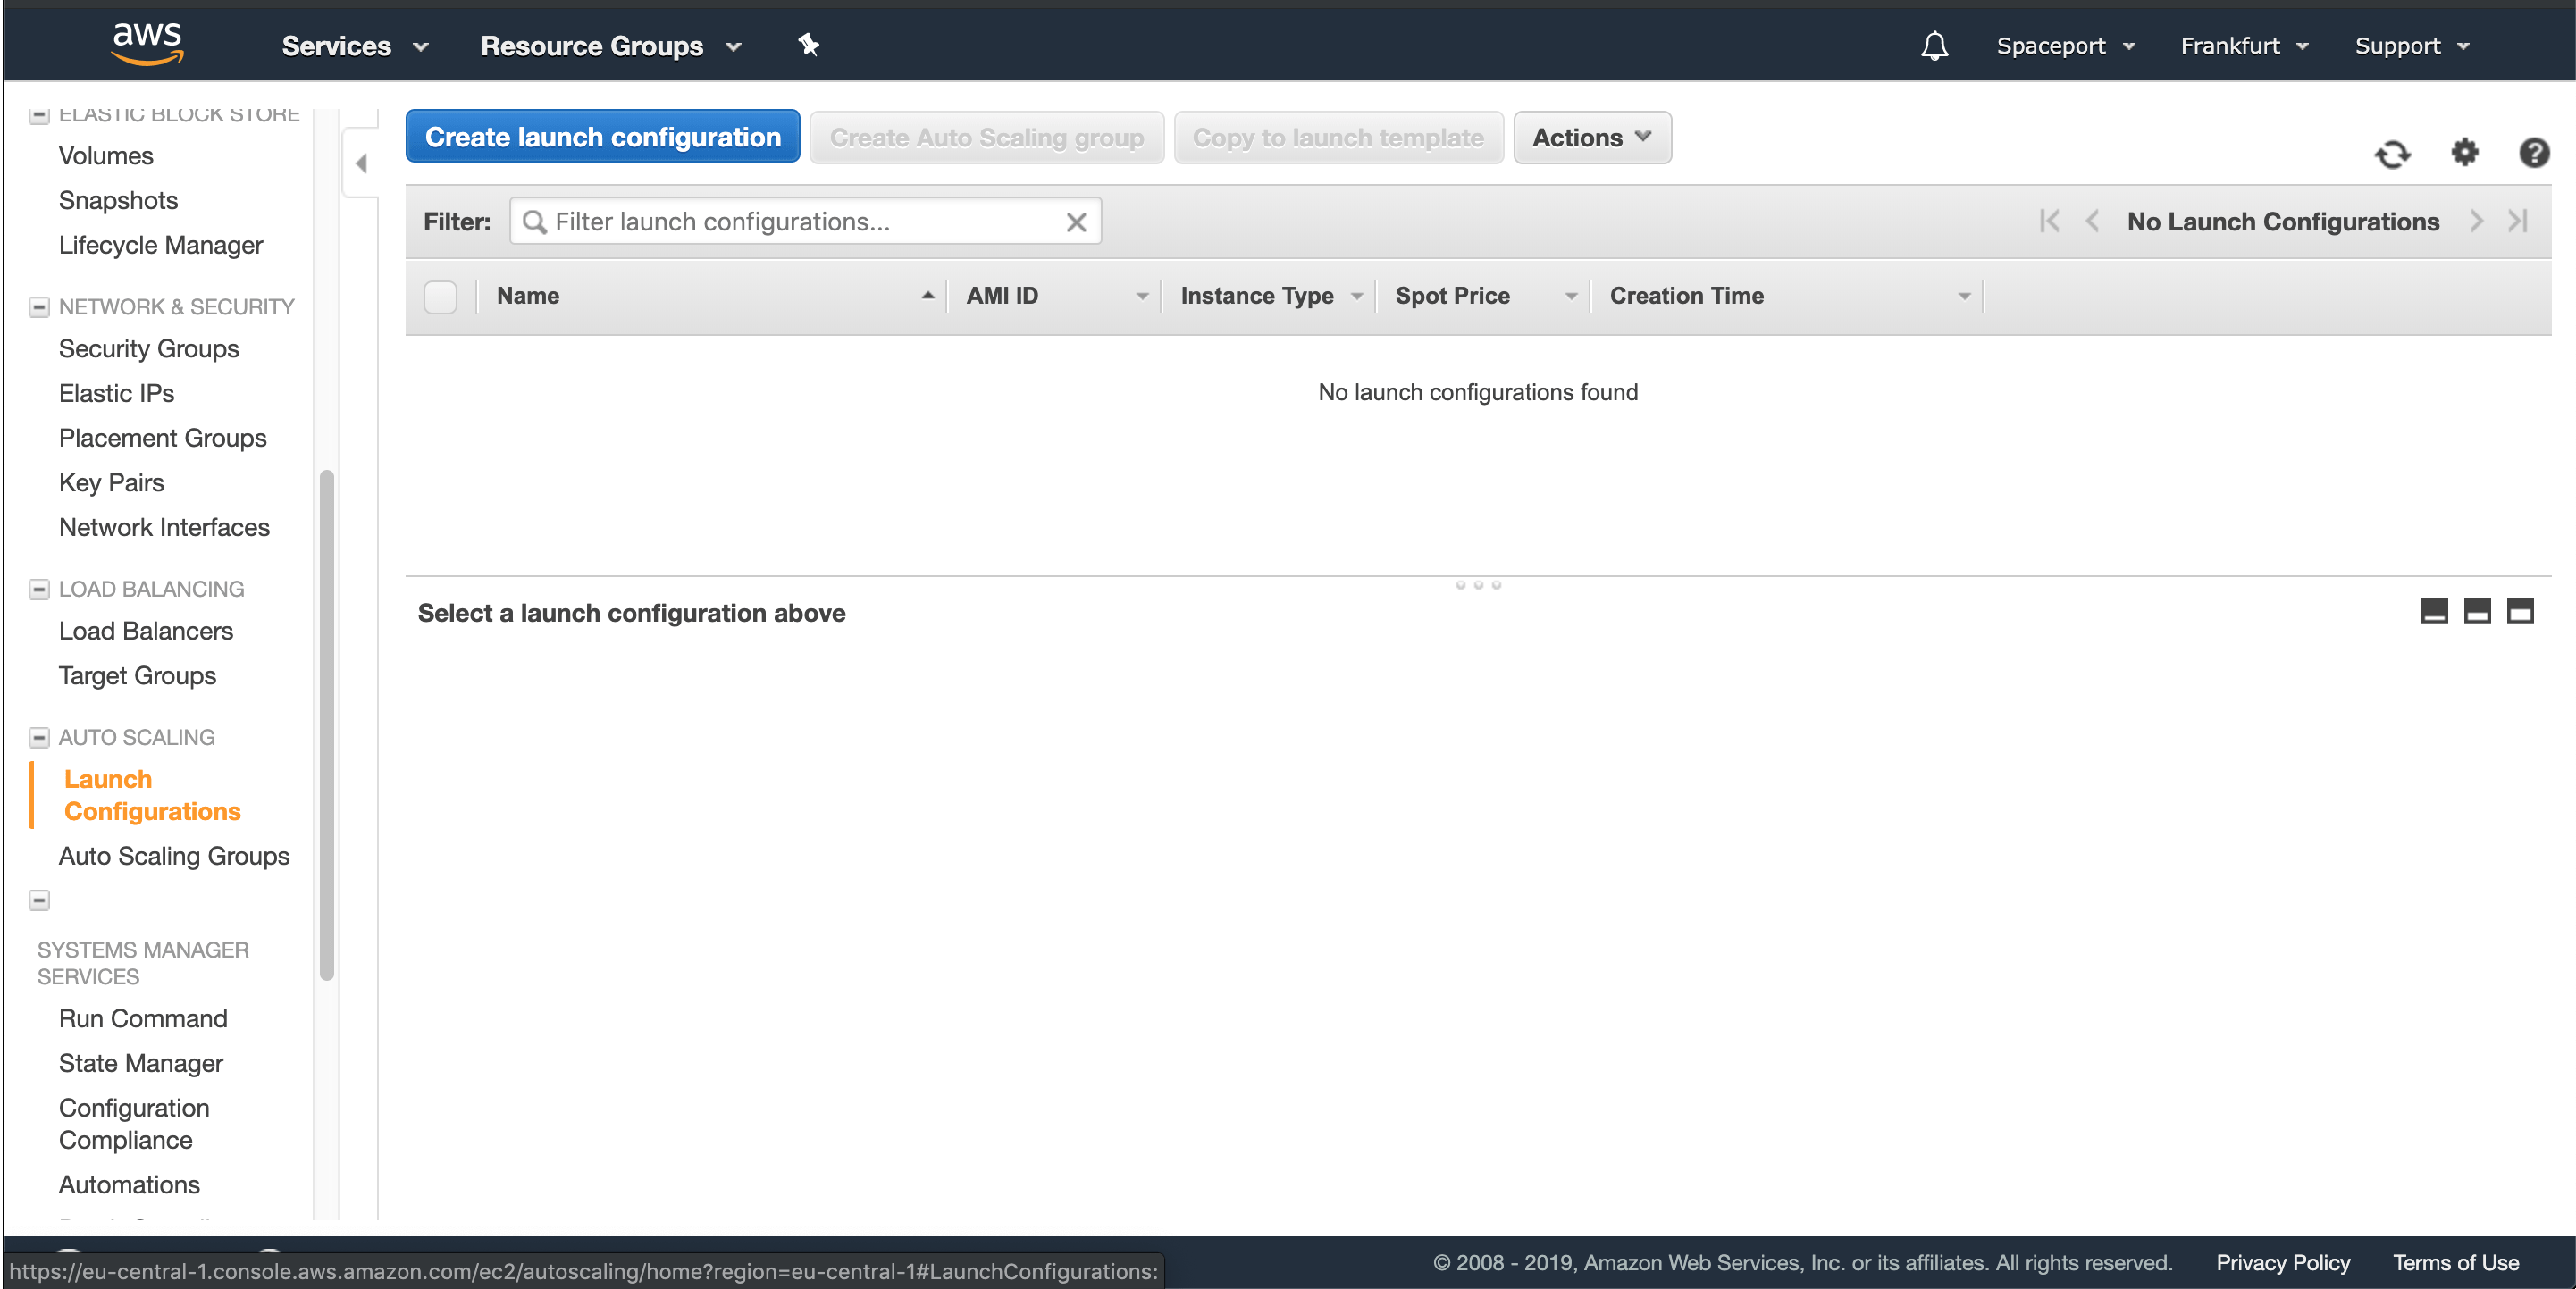 aws
Services
Resource Groups
Spaceport
Frankfurt
Support
ELASTIC BLOCK STORE
Volumes
Snapshots
Lifecycle Manager
NETWORK & SECURITY
Security Groups
Elastic IPs
Placement Groups
Key Pairs
Network Interfaces
LOAD BALANCING
Load Balancers
Target Groups
AUTO SCALING
Launch
Configurations
Auto Scaling Groups
SYSTEMS MANAGER
SERVICES
Run Command
State Manager
Configuration
Compliance
Automations
Create launch configuration
Create Auto Scaling group
Copy to launch template
Actions
Filter:
Filter launch configurations...
No Launch Configurations
Name
AMI ID
Instance Type
Spot Price
Creation Time
No launch configurations found
Select a launch configuration above
https://eu-central-1.console.aws.amazon.com/ec2/autoscaling/home?region=eu-central-1#LaunchConfigurations:
© 2008 - 2019, Amazon Web Services, Inc. or its affiliates. All rights reserved.
Privacy Policy
Terms of Use